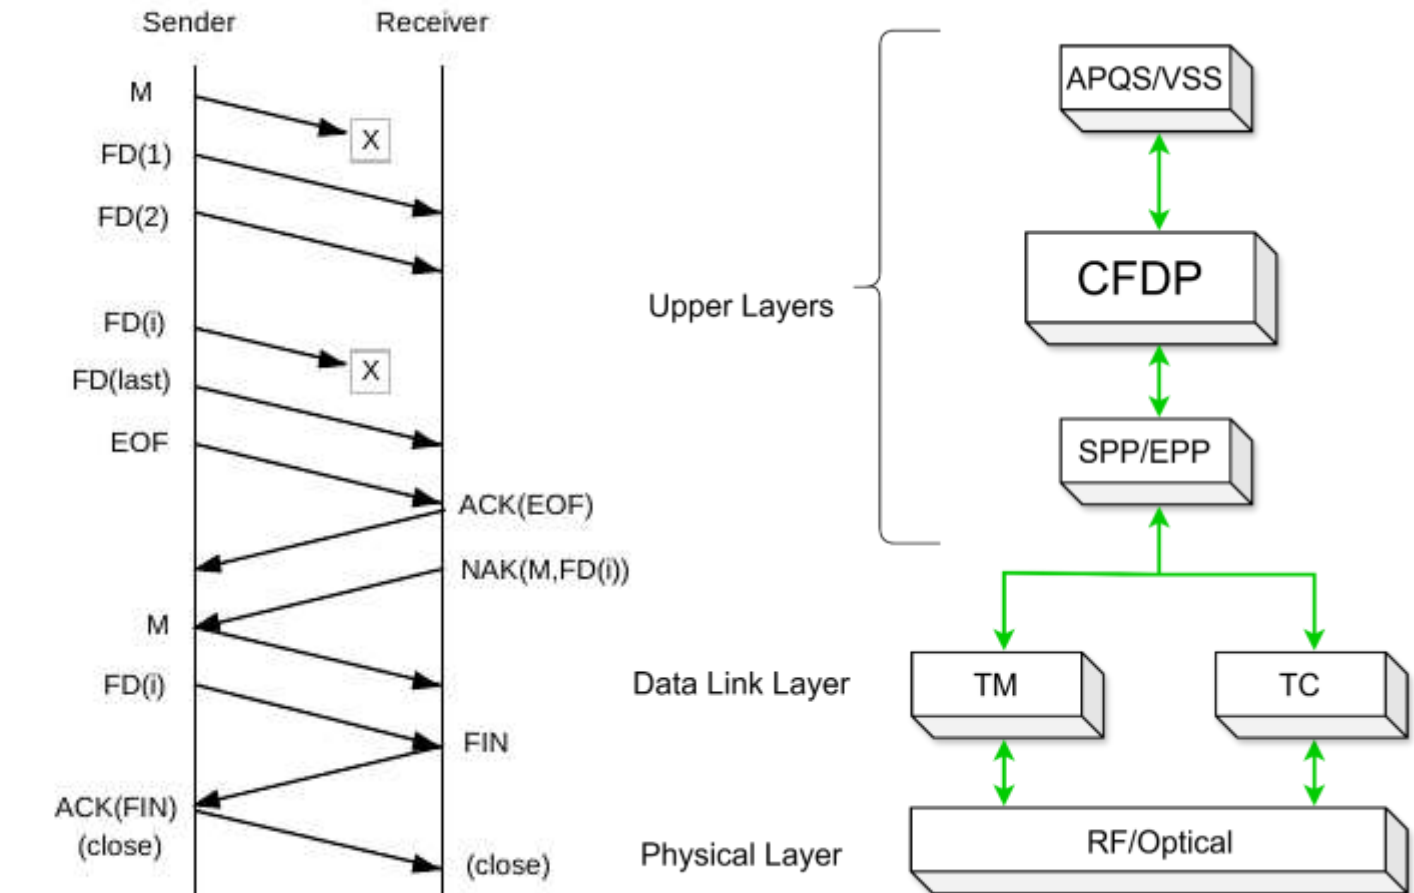 Sender
Receiver
M
X
FD(1)
FD(2)
FD(i)
X
FD(last)
EOF
ACK(EOF)
NAK(M,FD(i))
M
FD(i)
FIN
ACK(FIN)
(close)
(close)
Upper Layers
APQS/VSS
CFDP
SPP/EPP
Data Link Layer
TM
TC
Physical Layer
RF/Optical